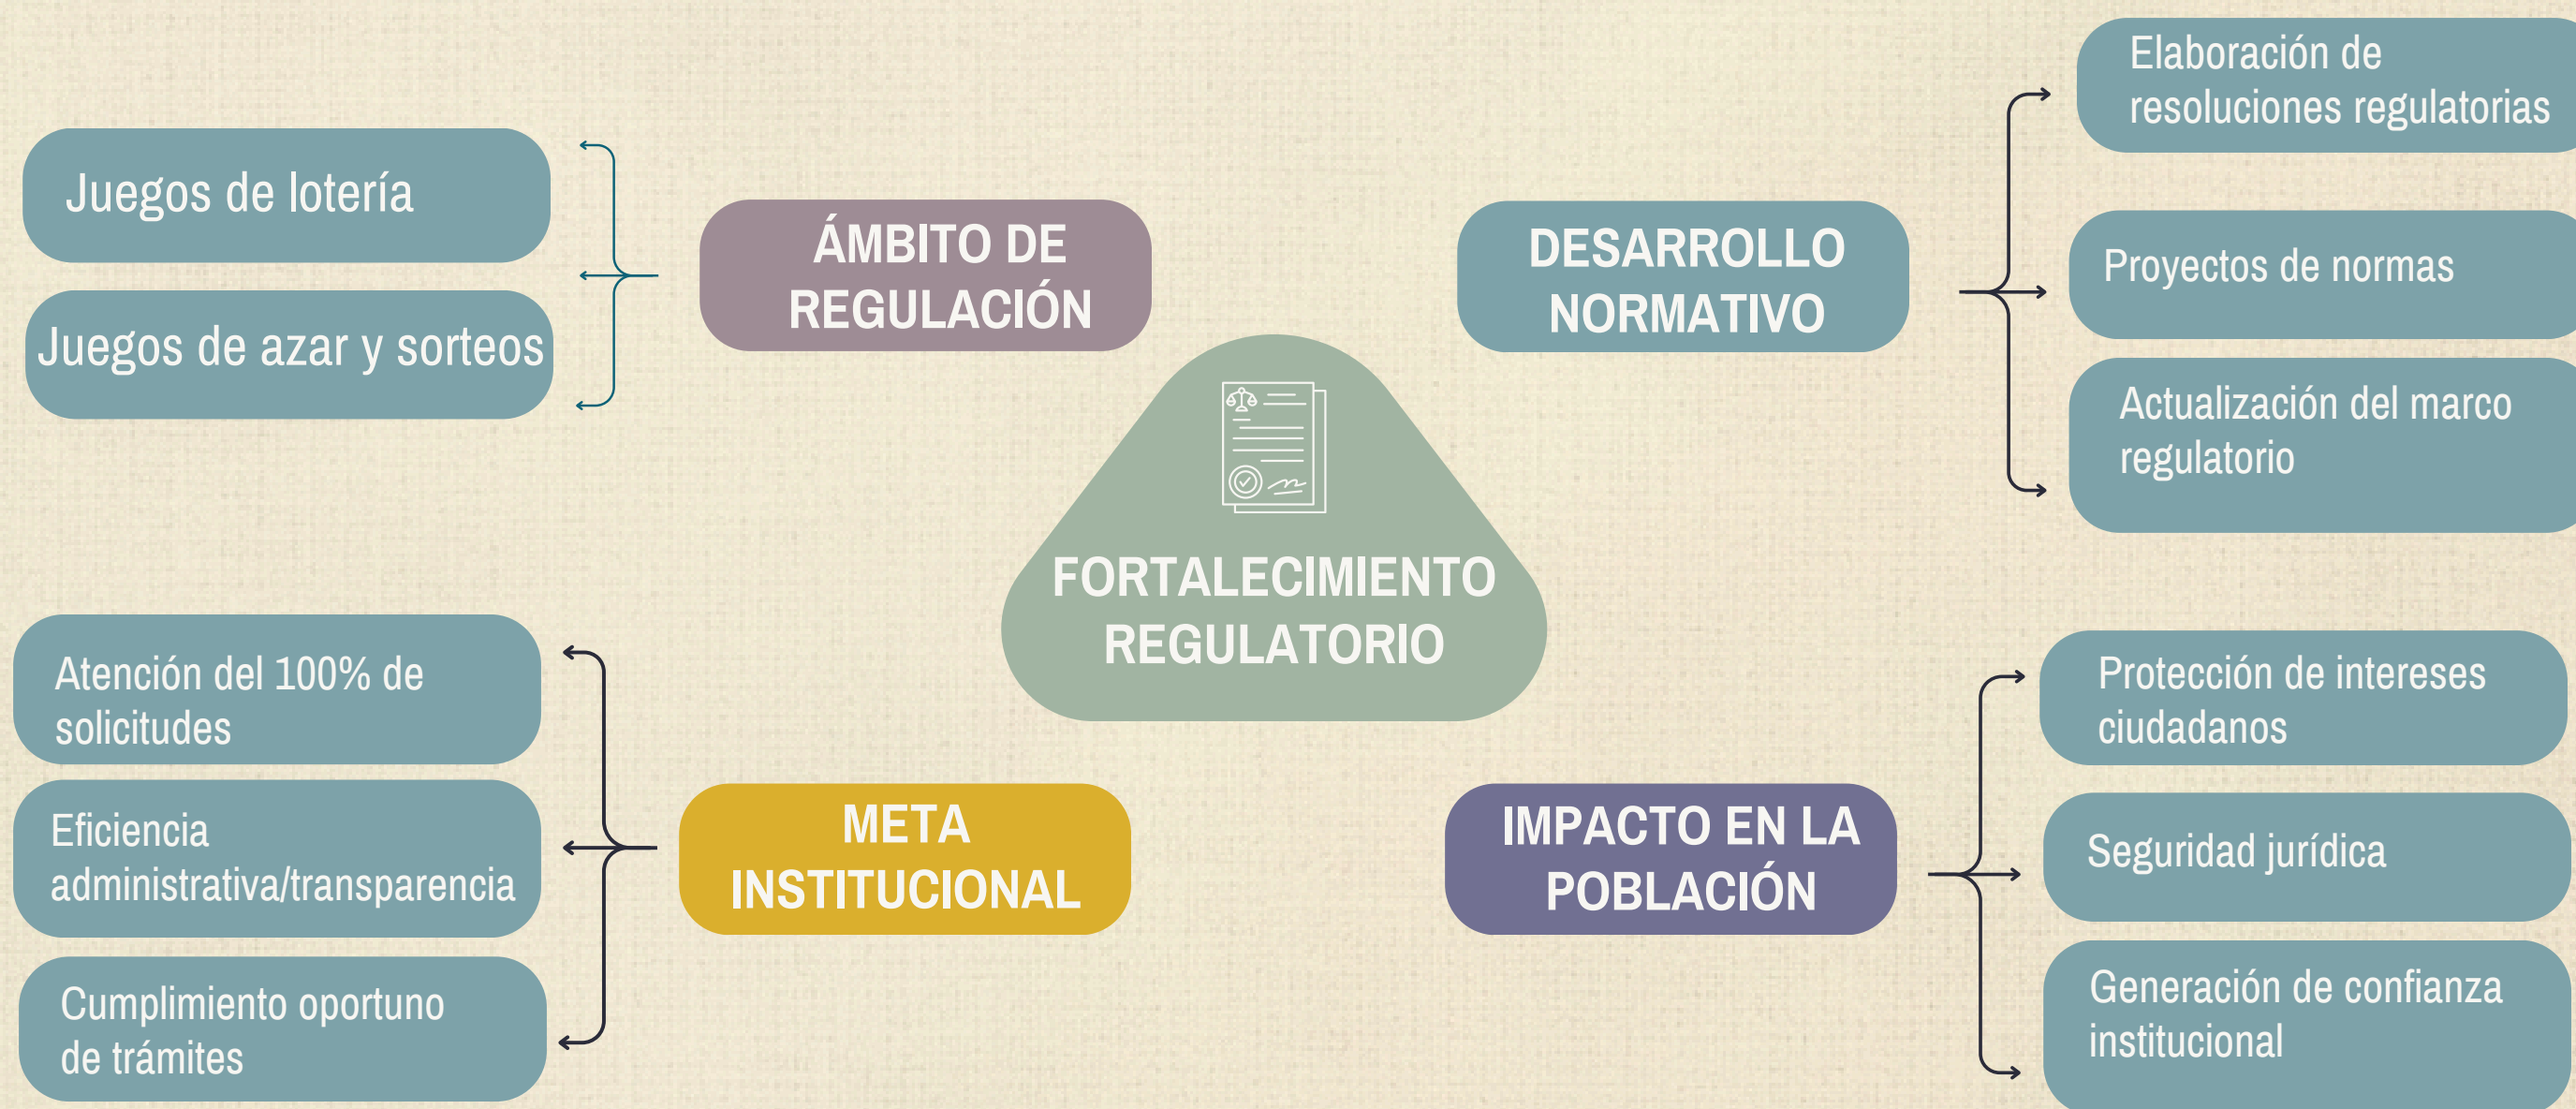 Juegos de lotería
Juegos de azar y sorteos
ÁMBITO DE
REGULACIÓN
DESARROLLO
NORMATIVO
Elaboración de
resoluciones regulatorias
Proyectos de normas
Actualización del marco
regulatorio
FORTALECIMIENTO
REGULATORIO
Atención del 100% de
solicitudes
Eficiencia
administrativa/transparencia
Cumplimiento oportuno
de trámites
META
INSTITUCIONAL
IMPACTO EN LA
POBLACIÓN
Protección de intereses
ciudadanos
Seguridad jurídica
Generación de confianza
institucional